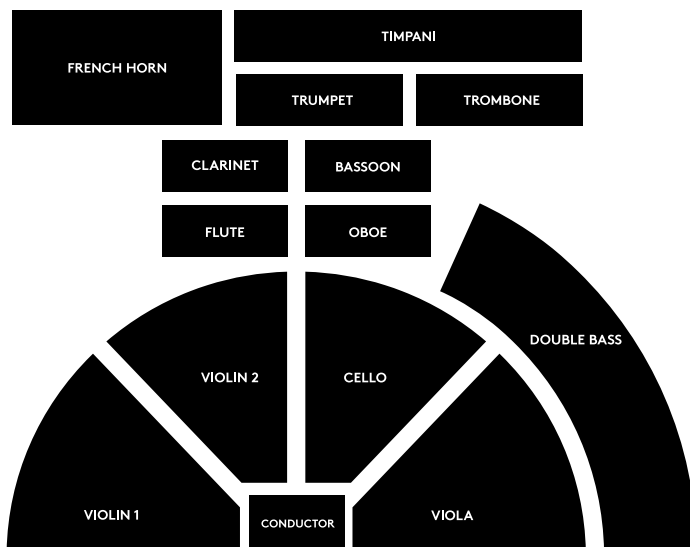 TIMPANI
FRENCH HORN
TRUMPET
TROMBONE
CLARINET
BASSOON
FLUTE
OBOE
DOUBLE BASS
VIOLIN 2
CELLO
VIOLIN 1
VIOLA
CONDUCTOR